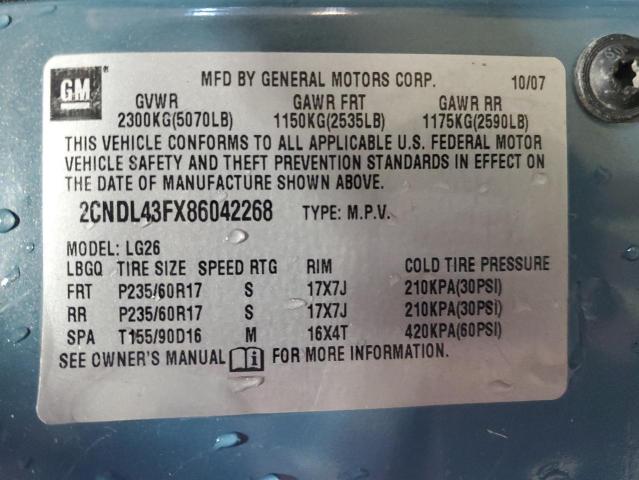 GM
MFD BY GENERAL MOTORS CORP. 10/07
GVWR GAWR FRT GAWR RR
2300KG(5070LB) 1150KG(2535LB) 1175KG(2590LB)
THIS VEHICLE CONFORMS TO ALL APPLICABLE U.S. FEDERAL MOTOR
VEHICLE SAFETY AND THEFT PREVENTION STANDARDS IN EFFECT ON
THE DATE OF MANUFACTURE SHOWN ABOVE.
2CNDL43FX86042268 TYPE: M.P.V.
MODEL: LG26
LBGQ TIRE SIZE SPEED RTG RIM COLD TIRE PRESSURE
FRT P235/60R17 S 17X7J 210KPA(30PSI)
RR P235/60R17 S 17X7J 210KPA(30PSI)
SPA T155/90D16 M 16X4T 420KPA(60PSI)
SEE OWNER'S MANUAL i FOR MORE INFORMATION.